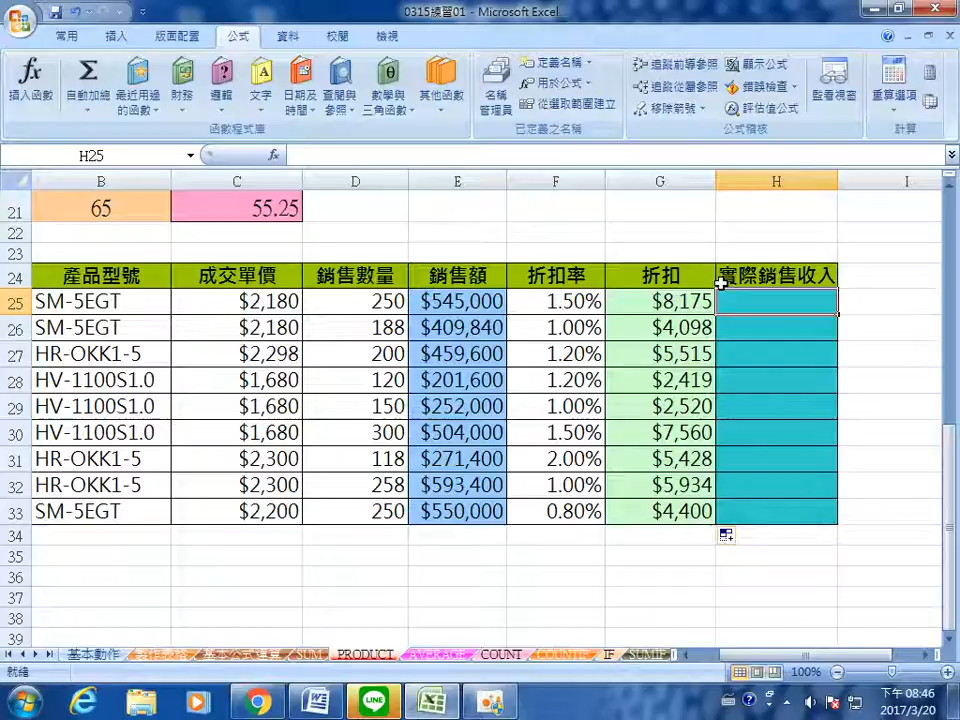 0315練習01 - Microsoft Excel
常用 插入 版面配置 公式 資料 校閱 檢視
插入函數 自動加總 最近用過的函數 財務 邏輯 文字 日期及時間 查閱與參照 數學與三角函數 其他函數 名稱管理員 定義名稱 用於公式 從選取範圍建立 追蹤前導參照 追蹤從屬參照 移除箭號 顯示公式 錯誤檢查 評估值公式 監看視窗 重算選項
函數程式庫 已定義之名稱 公式稽核 計算
H25 fx
B C D E F G H I
21 65 55.25
22
23
24 產品型號 成交單價 銷售數量 銷售額 折扣率 折扣 實際銷售收入
25 SM-5EGT $2,180 250 $545,000 1.50% $8,175
26 SM-5EGT $2,180 188 $409,840 1.00% $4,098
27 HR-OKK1-5 $2,298 200 $459,600 1.20% $5,515
28 HV-1100S1.0 $1,680 120 $201,600 1.20% $2,419
29 HV-1100S1.0 $1,680 150 $252,000 1.00% $2,520
30 HV-1100S1.0 $1,680 300 $504,000 1.50% $7,560
31 HR-OKK1-5 $2,300 118 $271,400 2.00% $5,428
32 HR-OKK1-5 $2,300 258 $593,400 1.00% $5,934
33 SM-5EGT $2,200 250 $550,000 0.80% $4,400
34
35
36
37
38
39
基本動作 基本公式運算 SUM PRODUCT AVERAGE COUNT COUNTIF IF SUMIF
就緒 100%
下午 08:46
2017/3/20